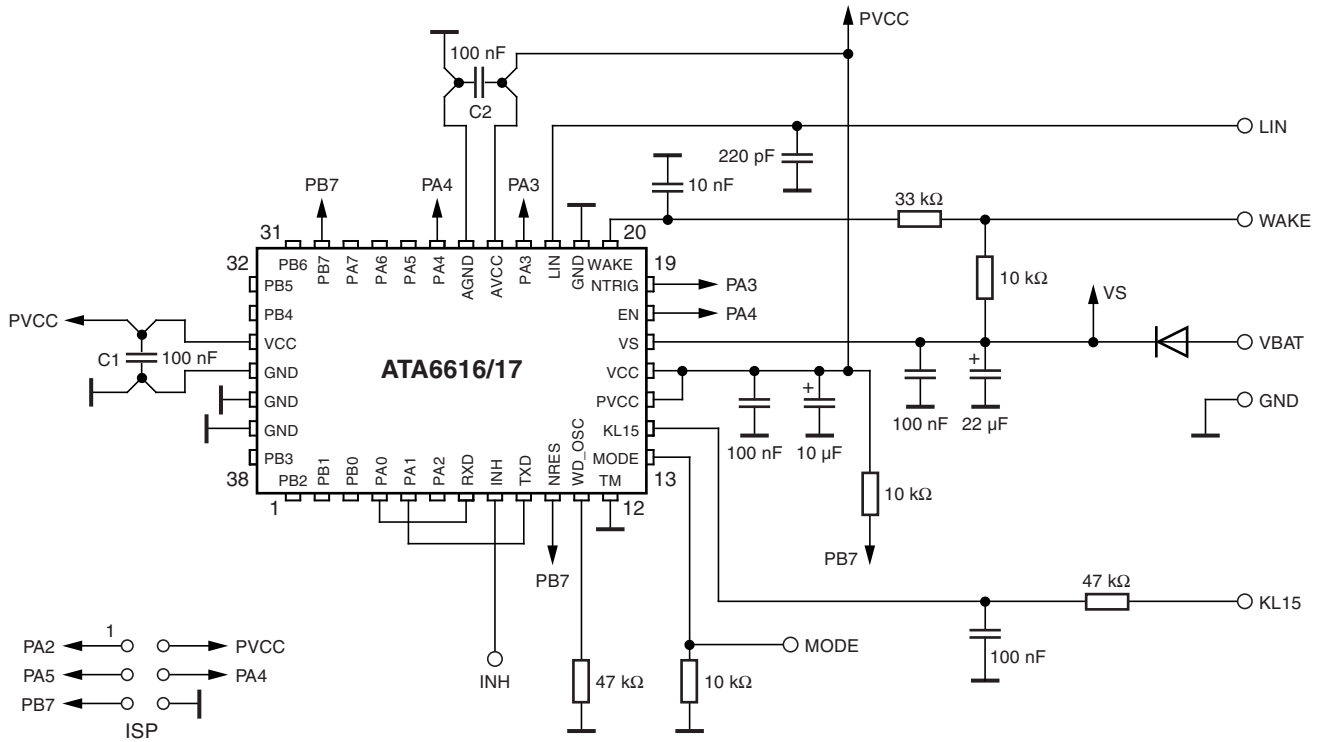 PVCC
100 nF
C2
LIN
220 pF
10 nF
PB7
PA4
PA3
33 kΩ
WAKE
31
20
PB6
PB7
PA7
PA6
PA5
PA4
AGND
AVCC
PA3
LIN
GND
WAKE
32
19
PB5
NTRIG
PA3
10 kΩ
PB4
EN
PA4
VS
PVCC
VCC
VS
VBAT
C1
100 nF
ATA6616/17
GND
VCC
+
+
GND
PVCC
GND
GND
KL15
100 nF
10 µF
100 nF
22 µF
PB3
MODE
38
13
PB2
PB1
PB0
PA0
PA1
PA2
RXD
INH
TXD
NRES
WD_OSC
TM
1
12
10 kΩ
PB7
PB7
47 kΩ
KL15
1
PA2
PVCC
MODE
100 nF
PA5
PA4
INH
47 kΩ
10 kΩ
PB7
ISP